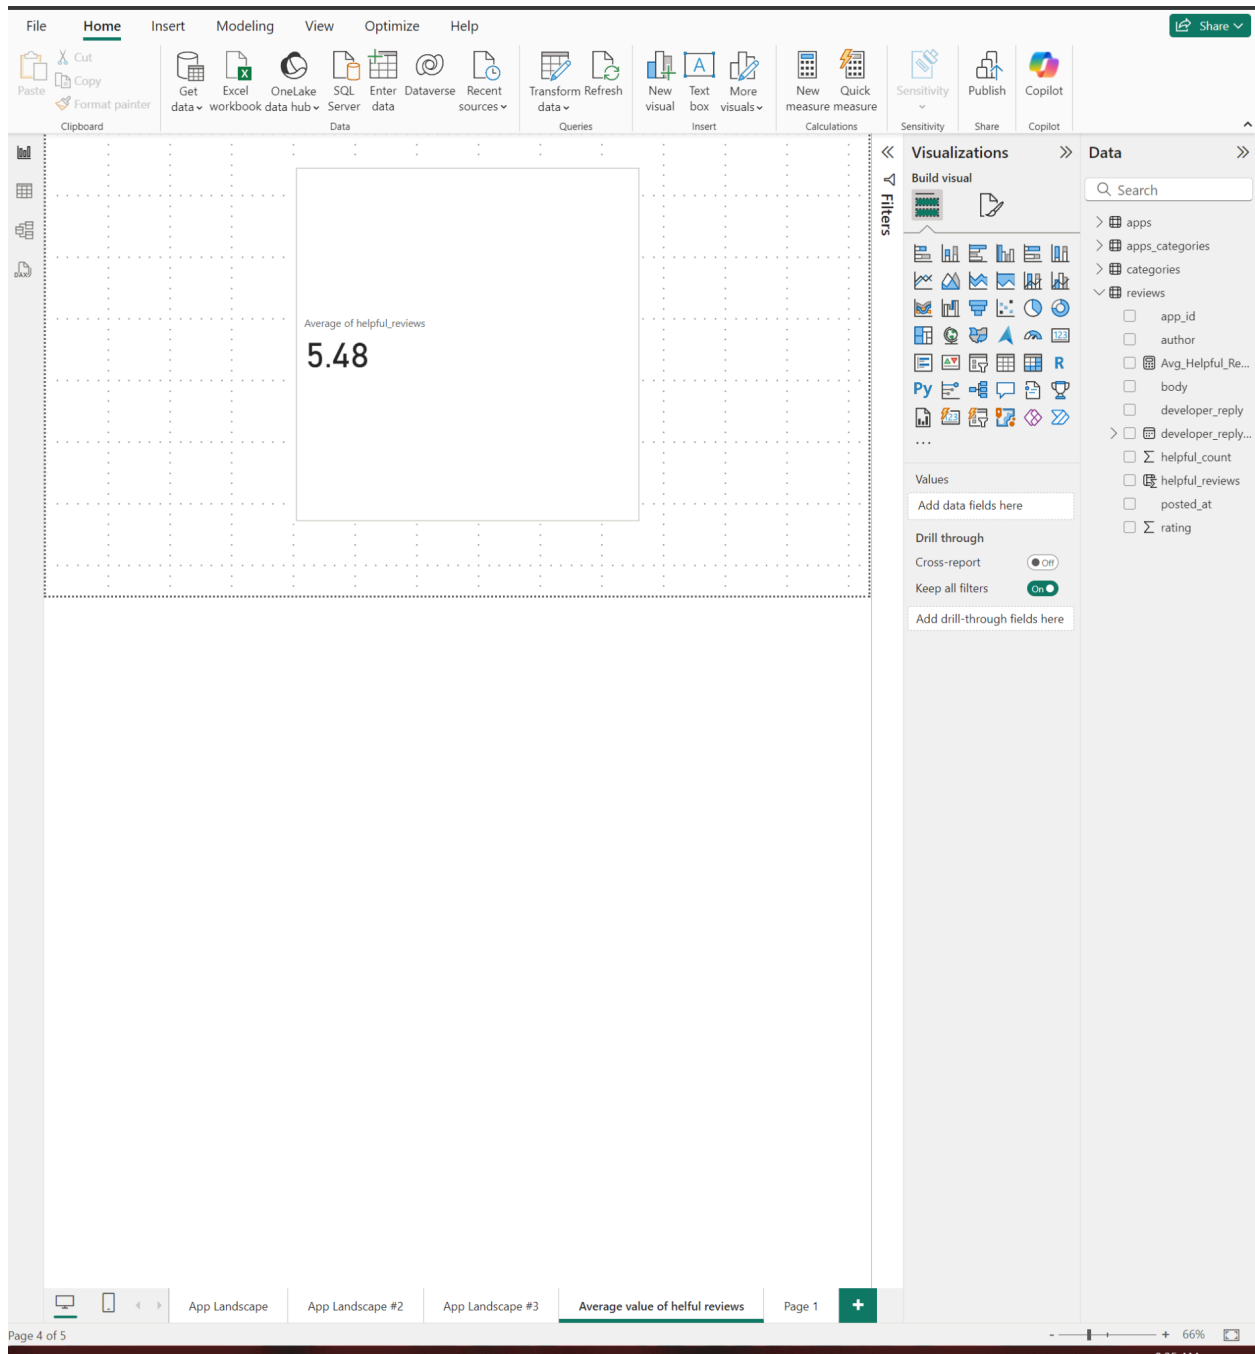 File Home Insert Modeling View Optimize Help Share
Paste
Cut
Copy
Format painter
Clipboard
Get data
Excel workbook
OneLake data hub
SQL Server
Enter data
Dataverse
Recent sources
Data
Transform data
Refresh
Queries
New visual
Text box
More visuals
Insert
New measure
Quick measure
Calculations
Sensitivity
Sensitivity
Publish
Share
Copilot
Copilot
DAX
Average of helpful_reviews
5.48
Filters
Visualizations
Build visual
123
R
Py
123
...
Values
Add data fields here
Drill through
Cross-report Off
Keep all filters On
Add drill-through fields here
Data
Search
apps
apps_categories
categories
reviews
app_id
author
Avg_Helpful_Re...
body
developer_reply
developer_reply...
helpful_count
helpful_reviews
posted_at
rating
App Landscape App Landscape #2 App Landscape #3 Average value of helful reviews Page 1 +
Page 4 of 5
- + 66%